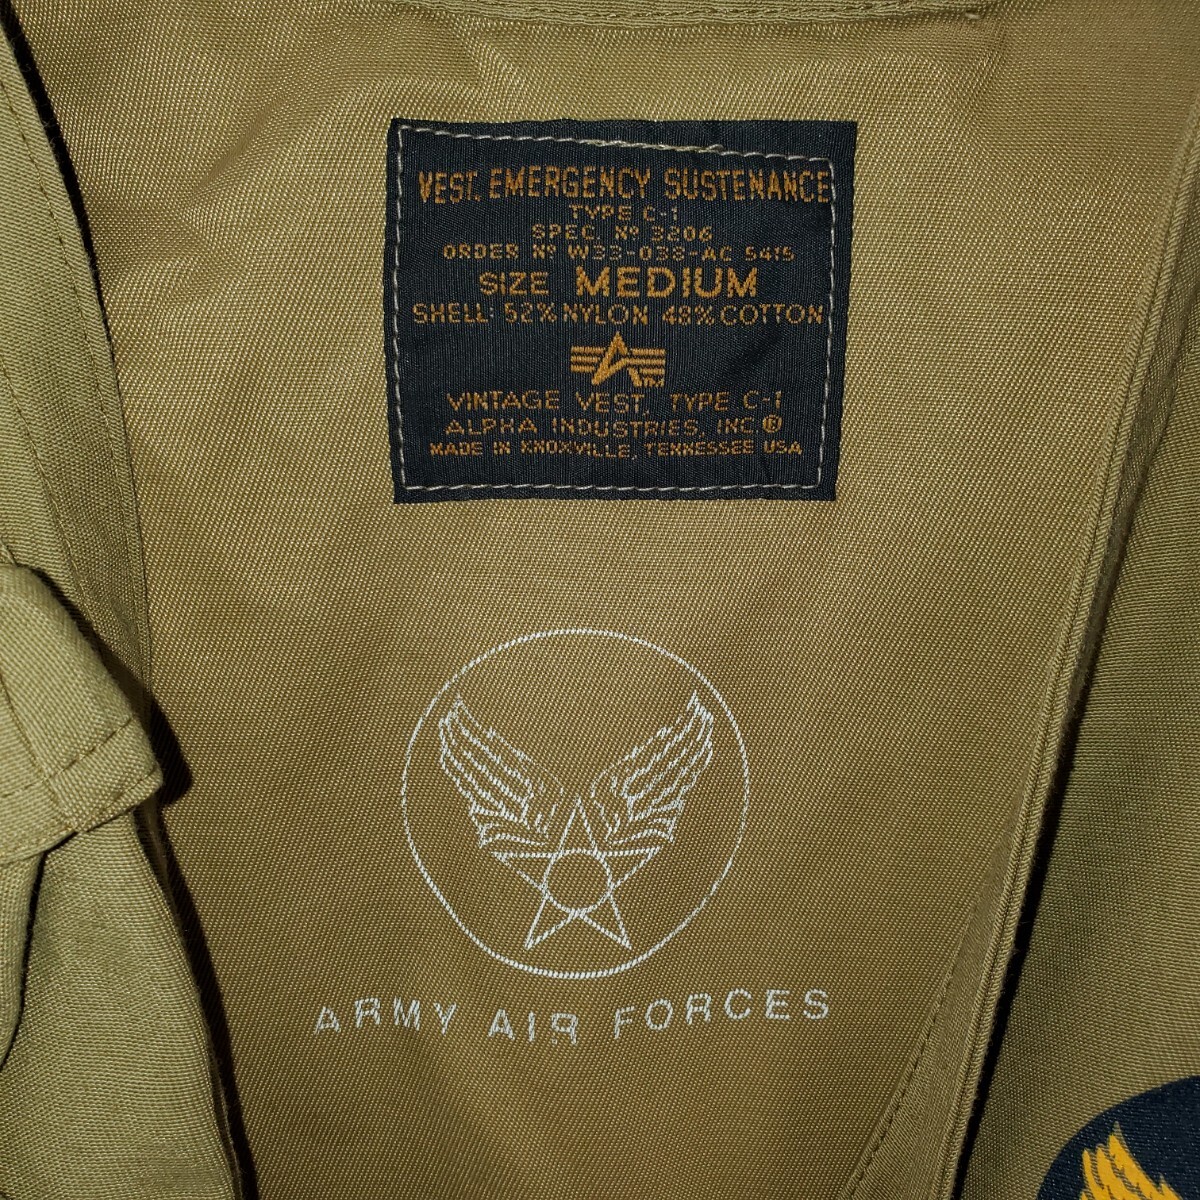 VEST, EMERGENCY SUSTENANCE
TYPE C-1
SPEC. Nº 3206
ORDER Nº W33-038-AC 5415
SIZE MEDIUM
SHELL: 52% NYLON 48% COTTON
TM
VINTAGE VEST, TYPE C-1
ALPHA INDUSTRIES, INC.®
MADE IN KNOXVILLE, TENNESSEE USA
ARMY AIR FORCES